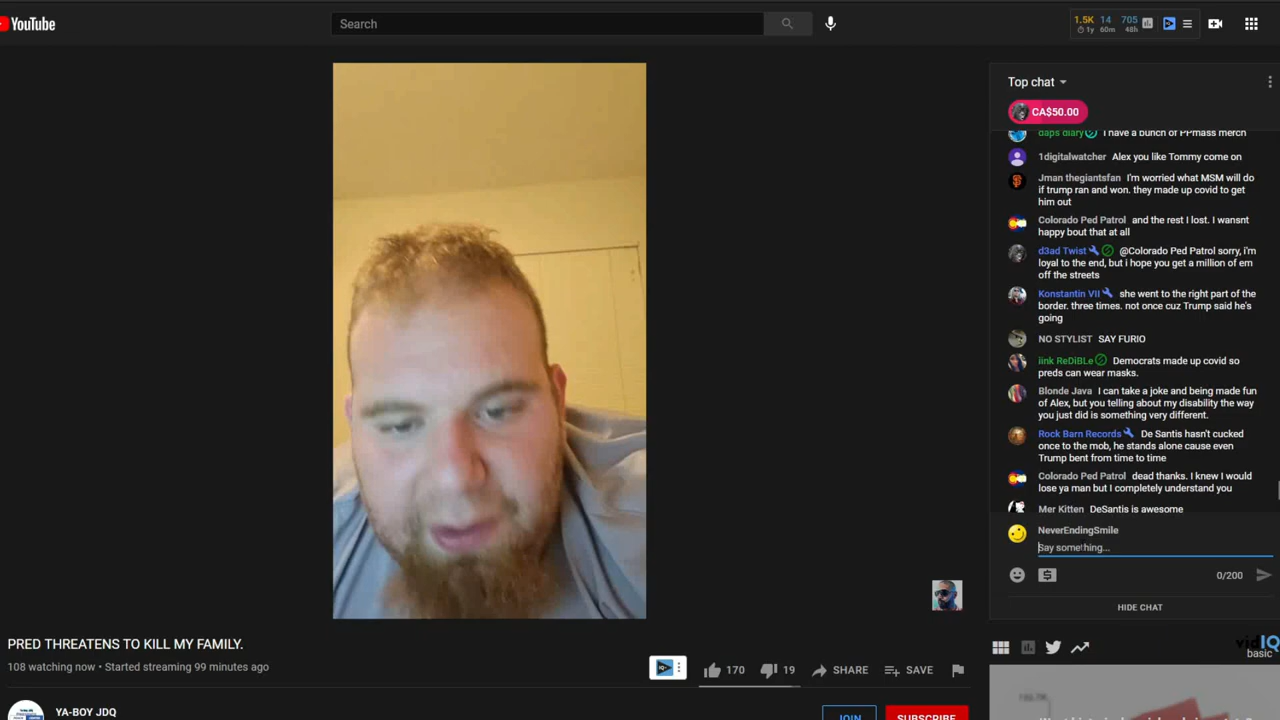 YouTube
Search
1.5K 14 705
1y 60m 48h
Top chat
CA$50.00
daps diary I have a bunch of PPmass merch
1digitalwatcher Alex you like Tommy come on
Jman thegiantsfan I'm worried what MSM will do
if trump ran and won. they made up covid to get
him out
Colorado Ped Patrol and the rest I lost. I wansnt
happy bout that at all
d3ad Twist @Colorado Ped Patrol sorry, i'm
loyal to the end, but i hope you get a million of em
off the streets
Konstantin VII she went to the right part of the
border. three times. not once cuz Trump said he's
going
NO STYLIST SAY FURIO
iink ReDiBLe Democrats made up covid so
preds can wear masks.
Blonde Java I can take a joke and being made fun
of Alex, but you telling about my disability the way
you just did is something very different.
Rock Barn Records De Santis hasn't cucked
once to the mob, he stands alone cause even
Trump bent from time to time
Colorado Ped Patrol dead thanks. I knew I would
lose ya man but I completely understand you
Mer Kitten DeSantis is awesome
NeverEndingSmile
Say something...
0/200
HIDE CHAT
PRED THREATENS TO KILL MY FAMILY.
108 watching now • Started streaming 99 minutes ago
170 19 SHARE SAVE
vidIQ
basic
YA-BOY JDQ
JOIN SUBSCRIBE